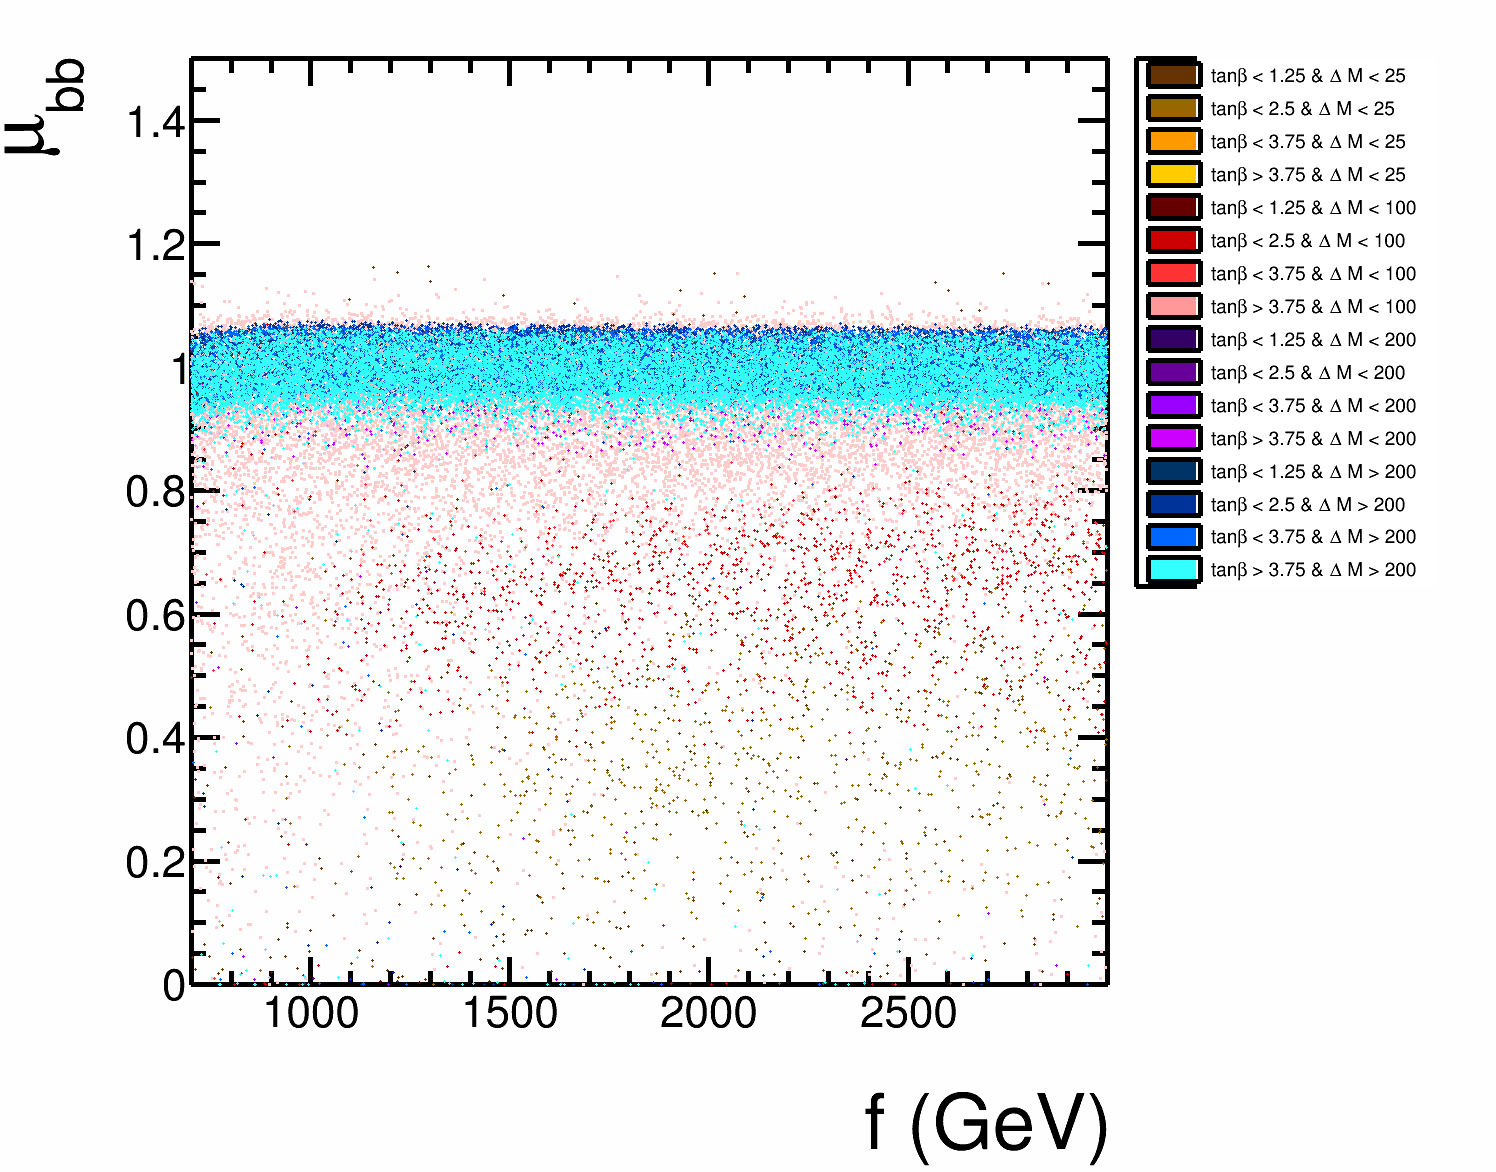 μbb
1.4
1.2
1
0.8
0.6
0.4
0.2
0
1000 1500 2000 2500
f (GeV)
tanβ < 1.25 & Δ M < 25
tanβ < 2.5 & Δ M < 25
tanβ < 3.75 & Δ M < 25
tanβ > 3.75 & Δ M < 25
tanβ < 1.25 & Δ M < 100
tanβ < 2.5 & Δ M < 100
tanβ < 3.75 & Δ M < 100
tanβ > 3.75 & Δ M < 100
tanβ < 1.25 & Δ M < 200
tanβ < 2.5 & Δ M < 200
tanβ < 3.75 & Δ M < 200
tanβ > 3.75 & Δ M < 200
tanβ < 1.25 & Δ M > 200
tanβ < 2.5 & Δ M > 200
tanβ < 3.75 & Δ M > 200
tanβ > 3.75 & Δ M > 200